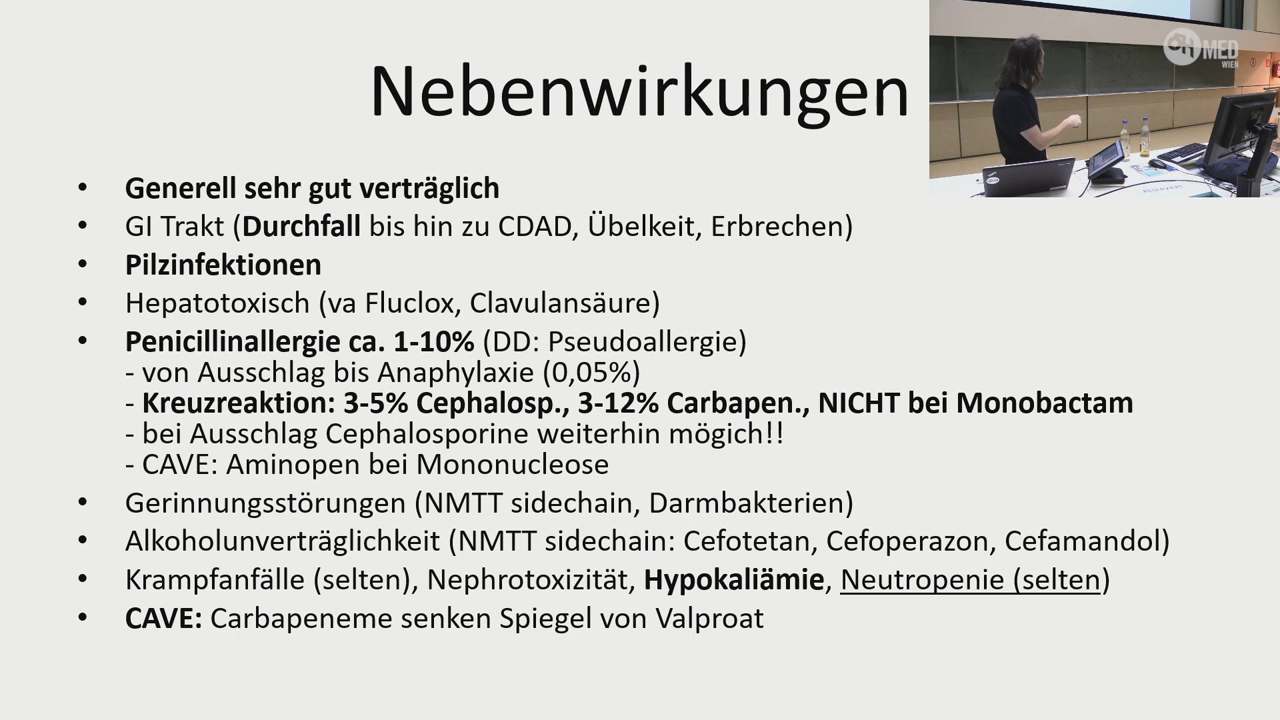 Nebenwirkungen
ÖH MED
WIEN
• Generell sehr gut verträglich
• GI Trakt (Durchfall bis hin zu CDAD, Übelkeit, Erbrechen)
• Pilzinfektionen
• Hepatotoxisch (va Fluclox, Clavulansäure)
• Penicillinallergie ca. 1-10% (DD: Pseudoallergie)
- von Ausschlag bis Anaphylaxie (0,05%)
- Kreuzreaktion: 3-5% Cephalosp., 3-12% Carbapen., NICHT bei Monobactam
- bei Ausschlag Cephalosporine weiterhin mögich!!
- CAVE: Aminopen bei Mononucleose
• Gerinnungsstörungen (NMTT sidechain, Darmbakterien)
• Alkoholunverträglichkeit (NMTT sidechain: Cefotetan, Cefoperazon, Cefamandol)
• Krampfanfälle (selten), Nephrotoxizität, Hypokaliämie, Neutropenie (selten)
• CAVE: Carbapeneme senken Spiegel von Valproat